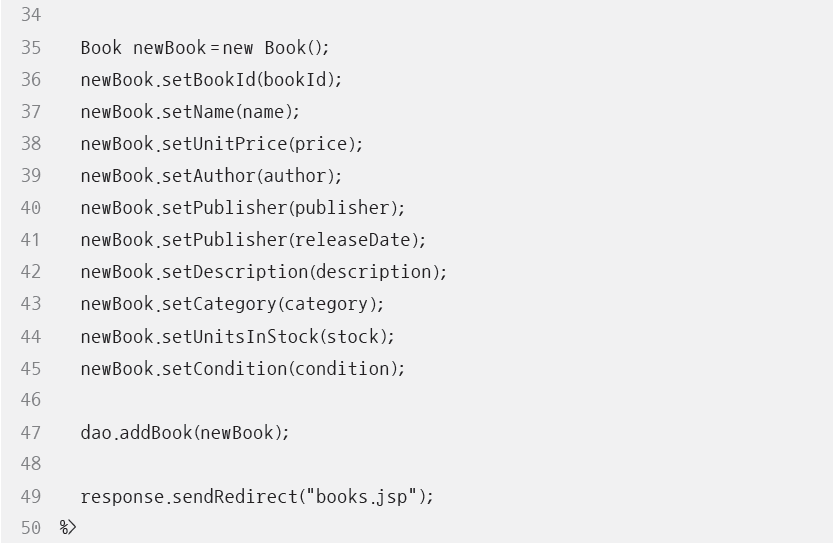 34
35 Book newBook=new Book();
36 newBook.setBookId(bookId);
37 newBook.setName(name);
38 newBook.setUnitPrice(price);
39 newBook.setAuthor(author);
40 newBook.setPublisher(publisher);
41 newBook.setPublisher(releaseDate);
42 newBook.setDescription(description);
43 newBook.setCategory(category);
44 newBook.setUnitsInStock(stock);
45 newBook.setCondition(condition);
46
47 dao.addBook(newBook);
48
49 response.sendRedirect("books.jsp");
50 %>